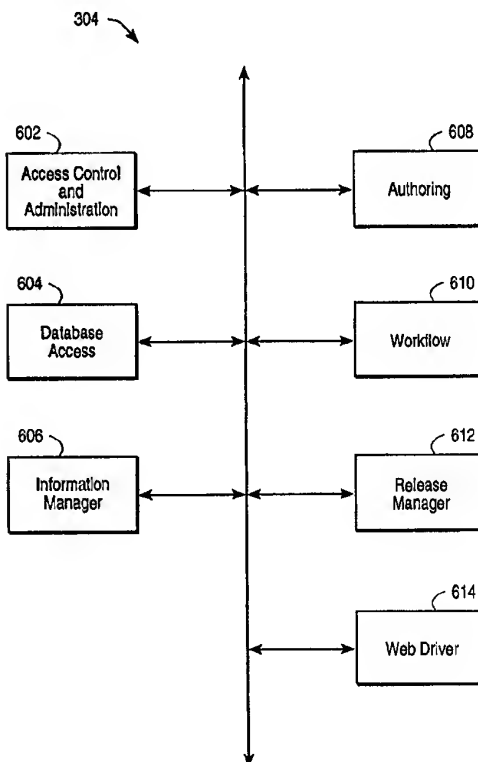 304
602
Access Control
and
Administration
608
Authoring
604
Database
Access
610
Workflow
606
Information
Manager
612
Release
Manager
614
Web Driver